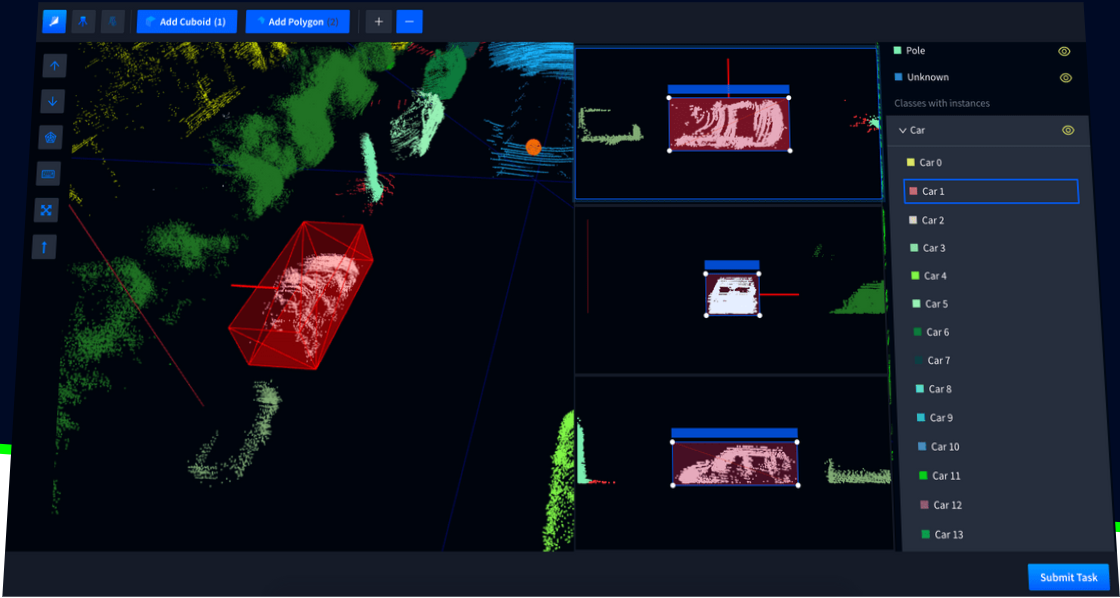 Add Cuboid (1)
Add Polygon (2)
Pole
Unknown
Classes with instances
Car
Car 0
Car 1
Car 2
Car 3
Car 4
Car 5
Car 6
Car 7
Car 8
Car 9
Car 10
Car 11
Car 12
Car 13
Submit Task